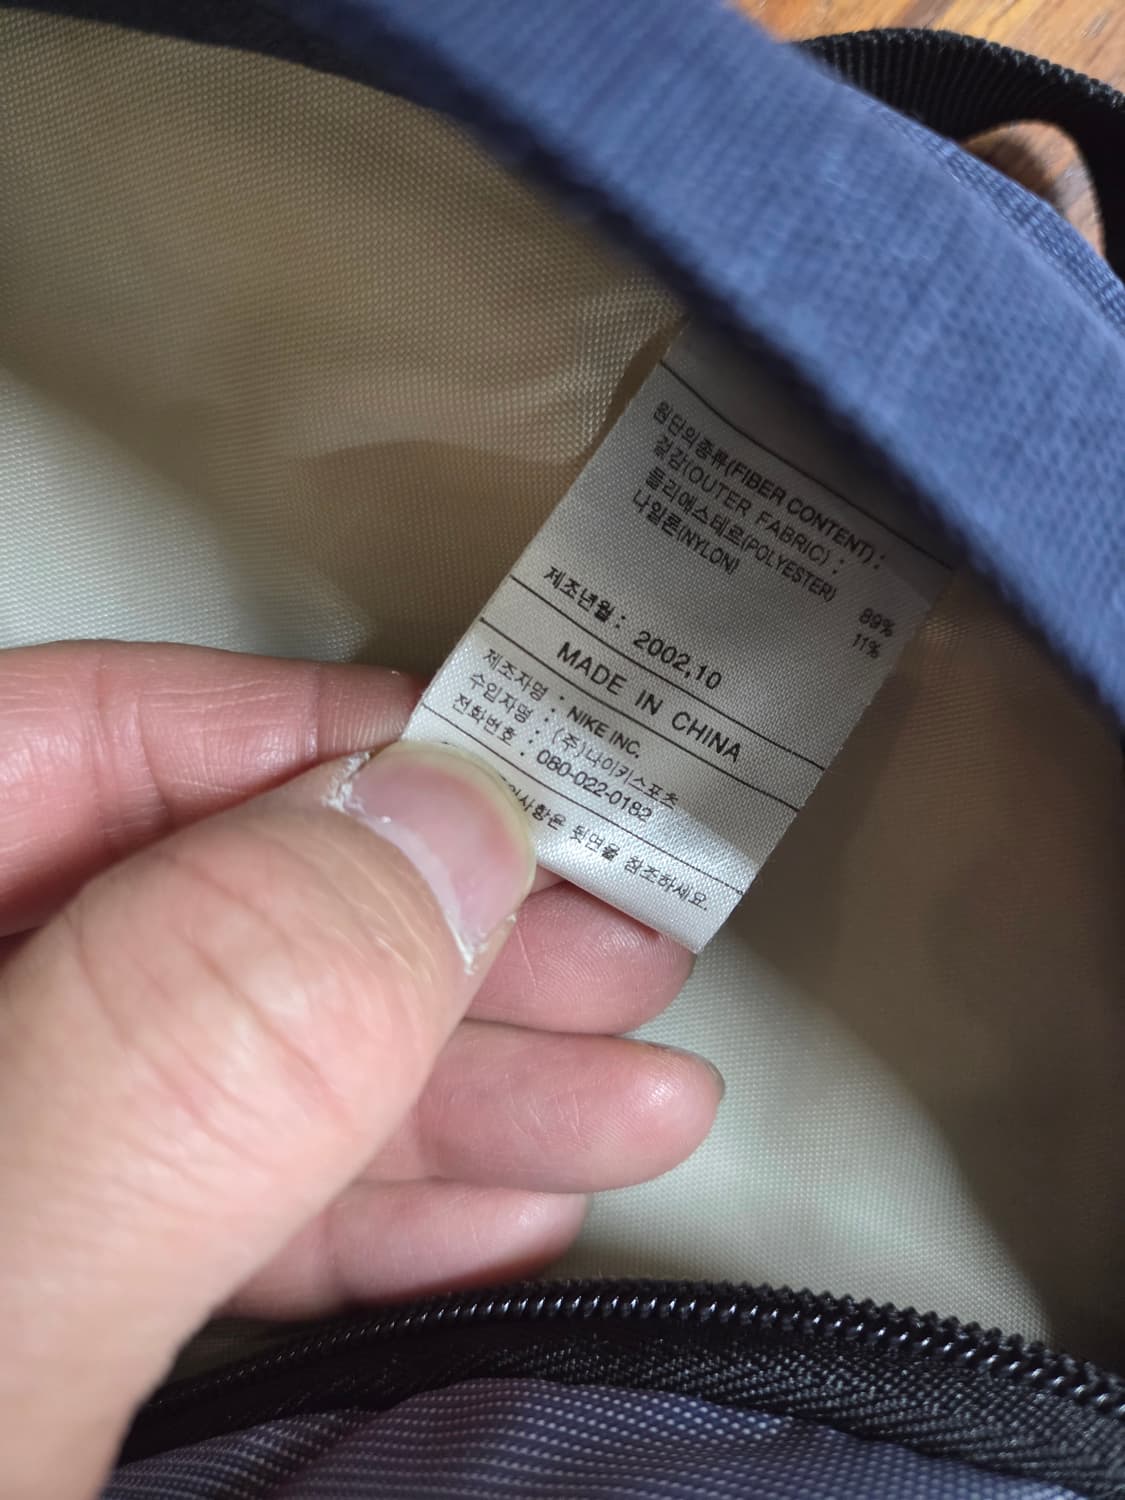 원단의종류(FIBER CONTENT) :
겉감(OUTER FABRIC) :
폴리에스테르(POLYESTER) 89%
나일론(NYLON) 11%
제조년월 : 2002,10
MADE IN CHINA
제조자명 : NIKE INC.
수입자명 : (주)나이키스포츠
전화번호 : 080-022-0182
뒷면을 참조하세요.